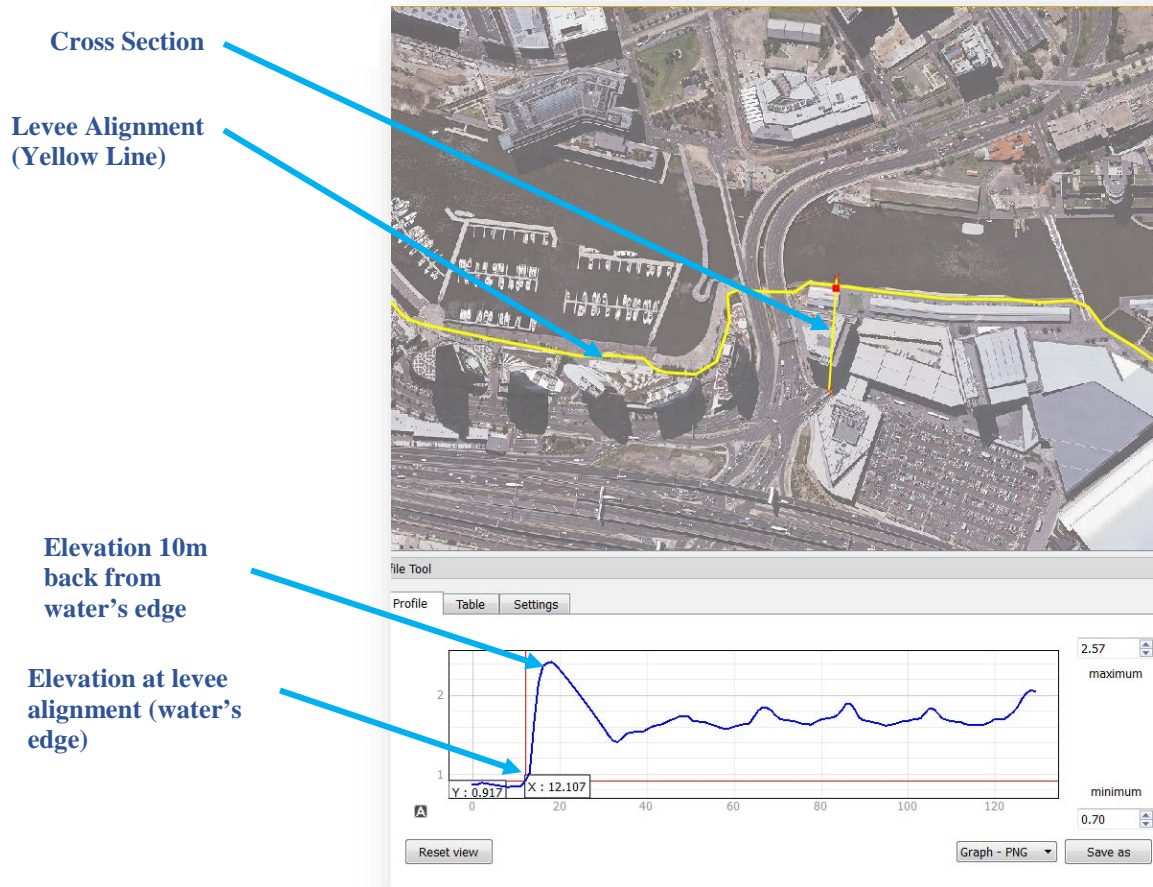 Cross Section
Levee Alignment
(Yellow Line)
Elevation 10m
back from
water's edge
Elevation at levee
alignment (water's
edge)
file Tool
Profile
Table
Settings
2.57
maximum
2
1
Y : 0.917
X : 12.107
minimum
0.70
A
0
20
40
60
80
100
120
Reset view
Graph - PNG
Save as